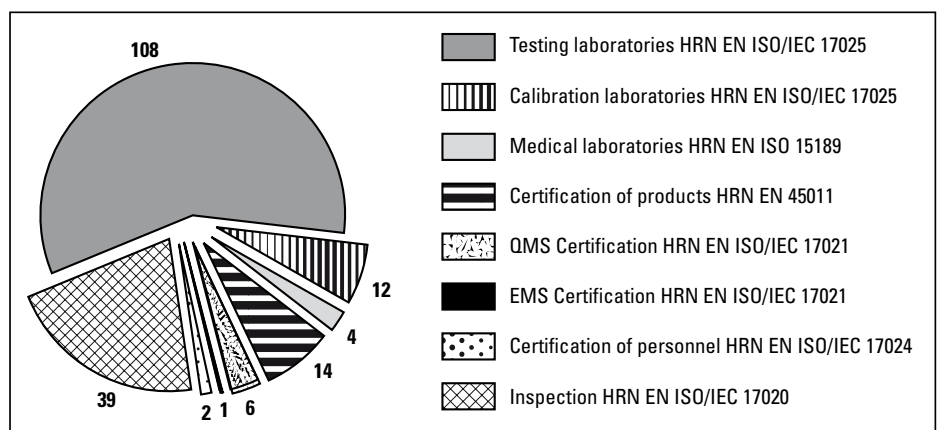 108
12
4
14
6
1
2
39
Testing laboratories HRN EN ISO/IEC 17025
Calibration laboratories HRN EN ISO/IEC 17025
Medical laboratories HRN EN ISO 15189
Certification of products HRN EN 45011
QMS Certification HRN EN ISO/IEC 17021
EMS Certification HRN EN ISO/IEC 17021
Certification of personnel HRN EN ISO/IEC 17024
Inspection HRN EN ISO/IEC 17020